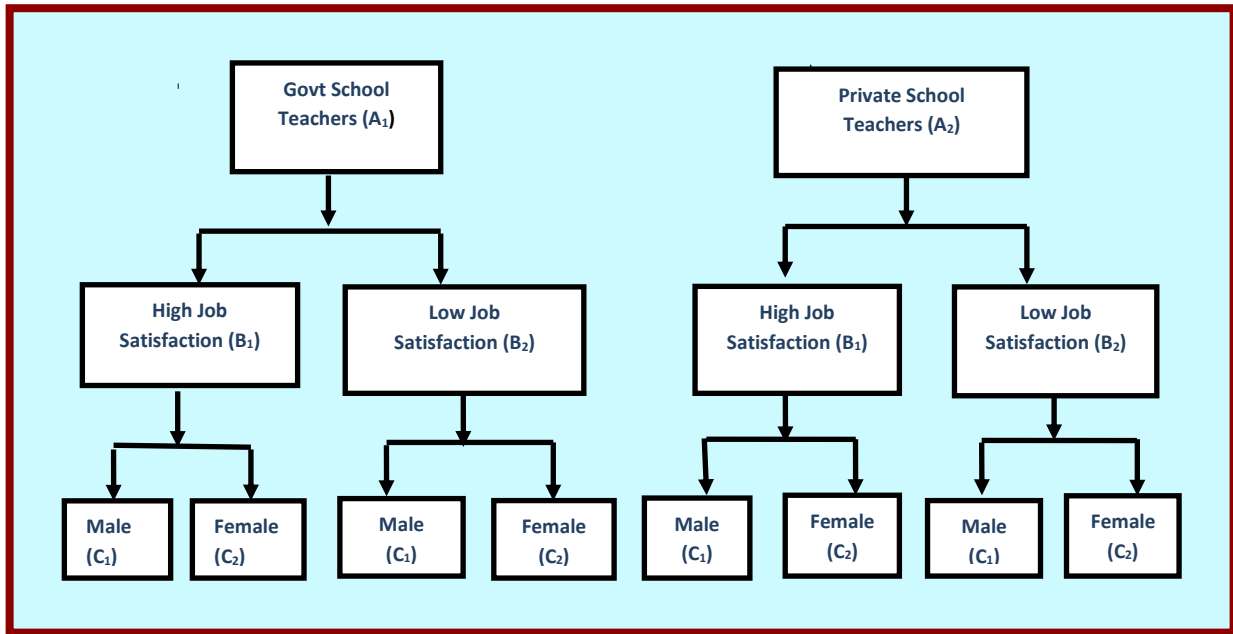 Govt School
Teachers (A₁)
Private School
Teachers (A₂)
High Job
Satisfaction (B₁)
Low Job
Satisfaction (B₂)
High Job
Satisfaction (B₁)
Low Job
Satisfaction (B₂)
Male
(C₁)
Female
(C₂)
Male
(C₁)
Female
(C₂)
Male
(C₁)
Female
(C₂)
Male
(C₁)
Female
(C₂)